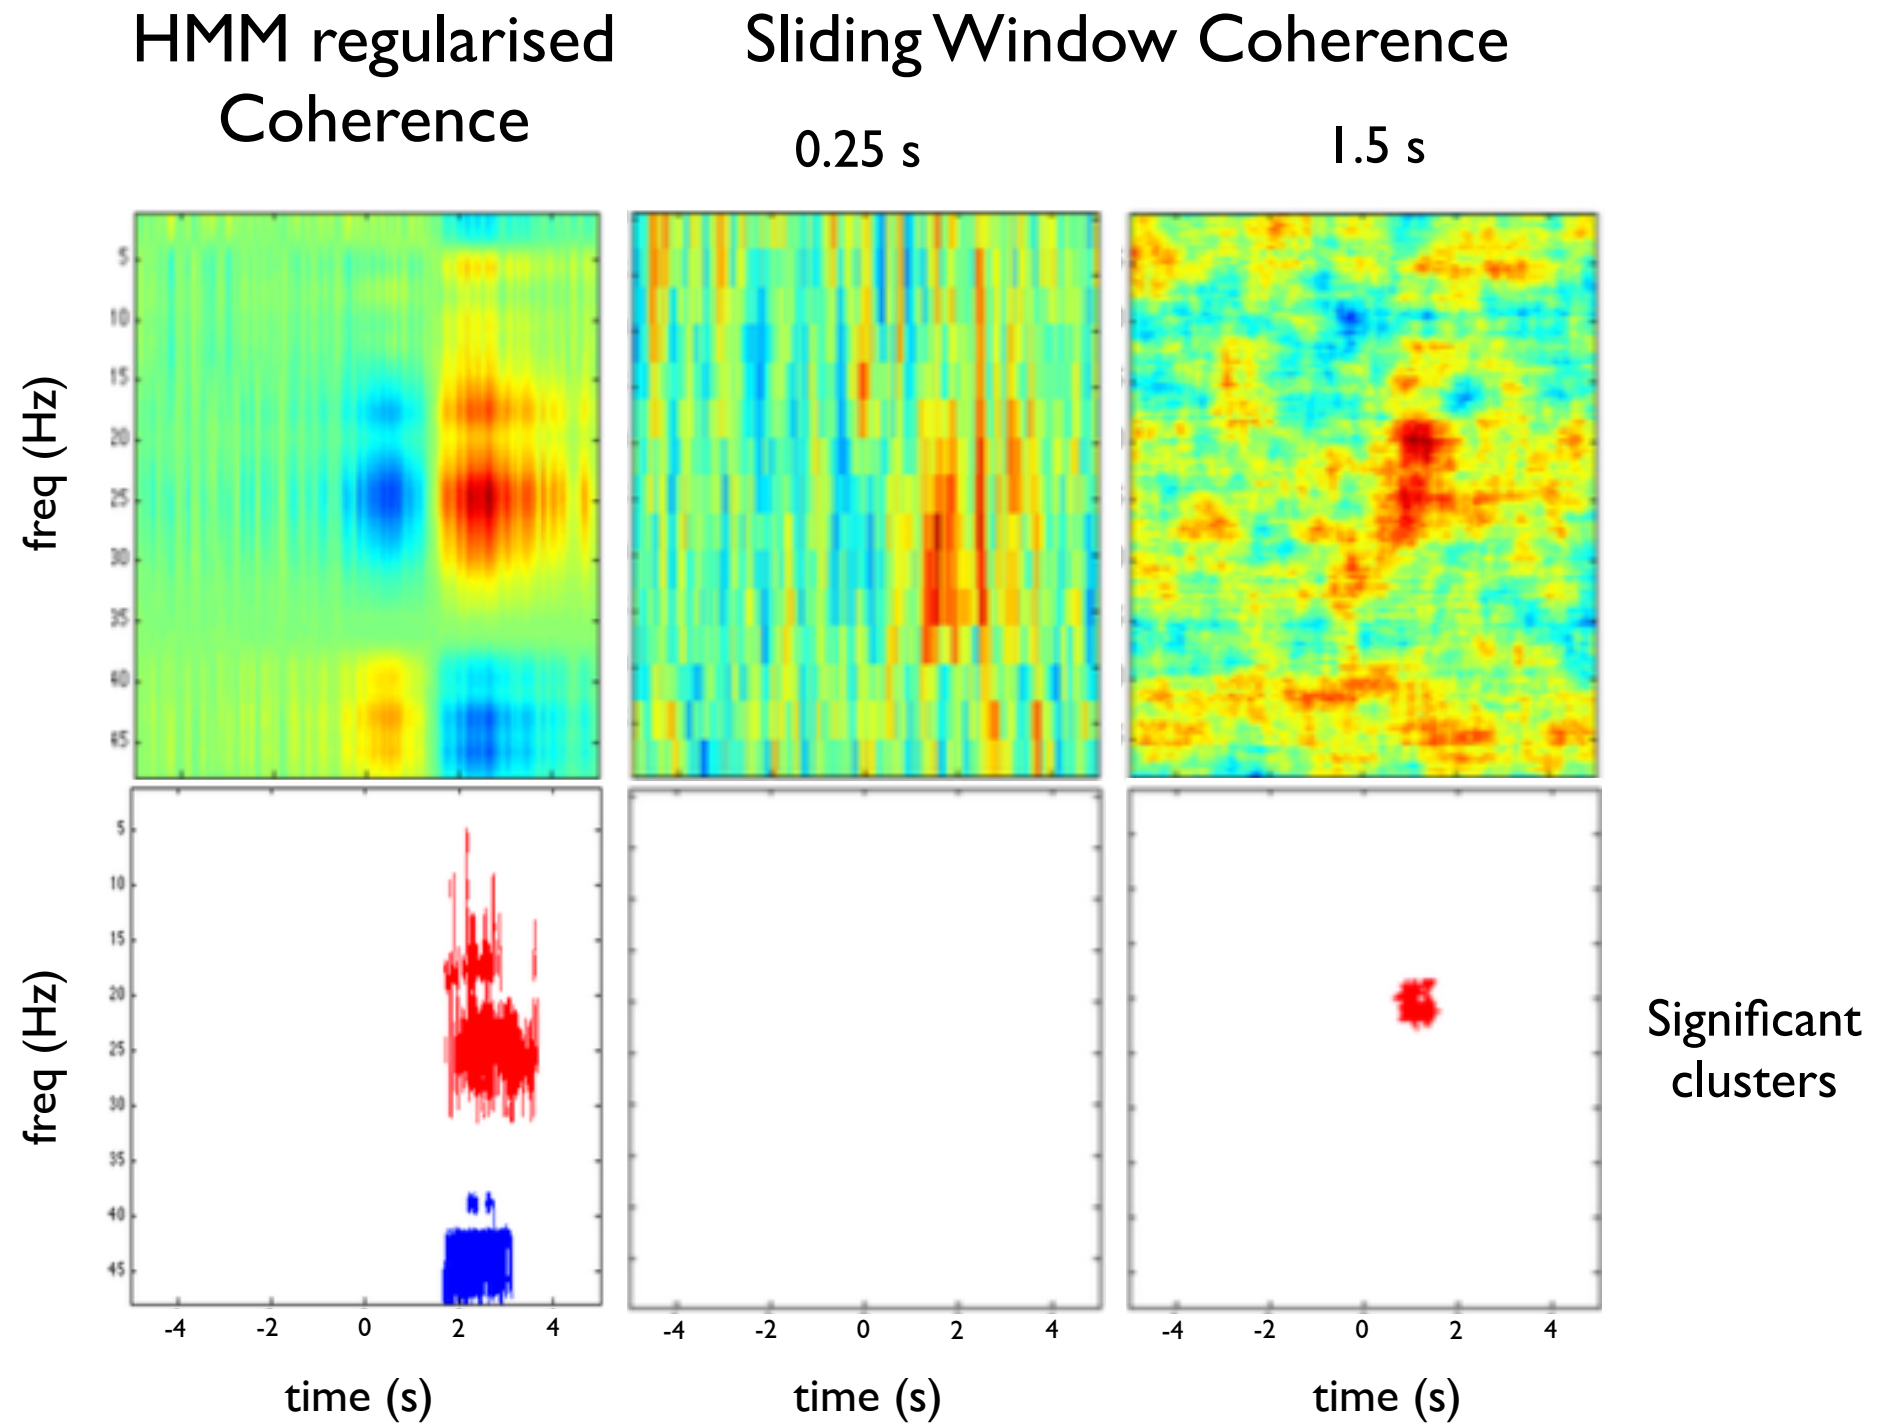 HMM regularised
Coherence
Sliding Window Coherence
0.25 s
1.5 s
freq (Hz)
5
10
15
20
25
30
35
40
45
freq (Hz)
5
10
15
20
25
30
35
40
45
Significant
clusters
-4 -2 0 2 4
-4 -2 0 2 4
-4 -2 0 2 4
time (s)
time (s)
time (s)